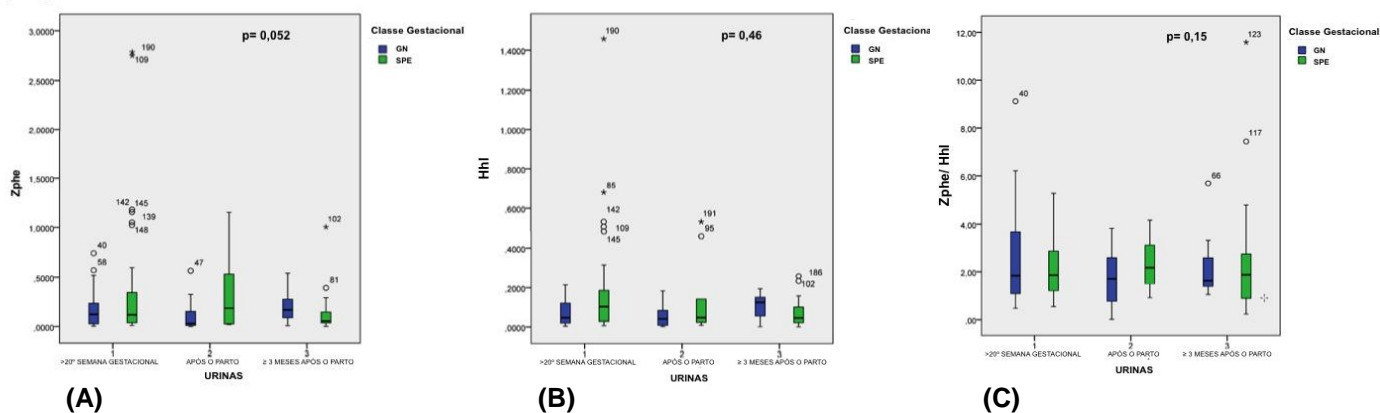 3,0000
2,5000
2,0000
1,5000
1,0000
,5000
,0000
Zphe
p= 0,052
190
109
142 145
139
148
40
58
47
102
81
1 2 3
>20º SEMANA GESTACIONAL APÓS O PARTO ≥ 3 MESES APÓS O PARTO
URINAS
Classe Gestacional
GN
SPE
(A)
1,4000
1,2000
,1000
,8000
,6000
,4000
,2000
,0000
Hhl
p= 0,46
190
85
142
109
145
191
95
186
102
1 2 3
>20º SEMANA GESTACIONAL APÓS O PARTO ≥ 3 MESES APÓS O PARTO
URINAS
Classe Gestacional
GN
SPE
(B)
12,00
10,00
8,00
6,00
4,00
2,00
,00
Zphe/ Hhl
p= 0,15
40
66
123
117
1 2 3
>20º SEMANA GESTACIONAL APÓS O PARTO ≥ 3 MESES APÓS O PARTO
URINAS
Classe Gestacional
GN
SPE
(C)